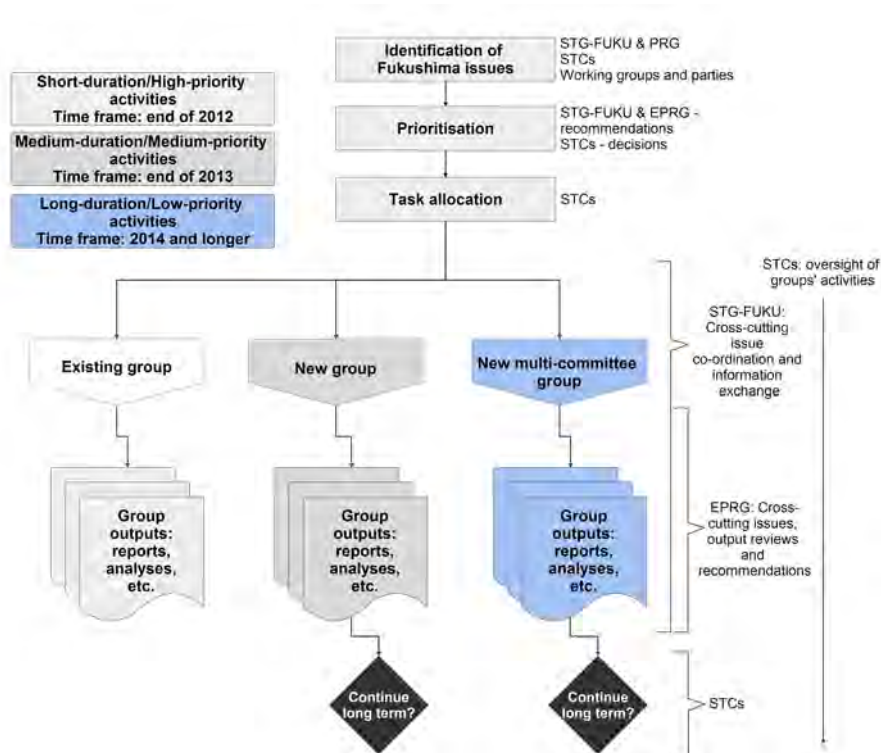 Identification of
Fukushima issues
STG-FUKU & PRG
STCs
Working groups and parties
Short-duration/High-priority
activities
Time frame: end of 2012
Medium-duration/Medium-priority
activities
Time frame: end of 2013
Long-duration/Low-priority
activities
Time frame: 2014 and longer
Prioritisation
STG-FUKU & EPRG -
recommendations
STCs - decisions
Task allocation
STCs
STCs: oversight of
groups' activities
STG-FUKU:
Cross-cutting
issue
co-ordination and
information
exchange
Existing group
New group
New multi-committee
group
Group
outputs:
reports,
analyses,
etc.
Group
outputs:
reports,
analyses,
etc.
Group
outputs:
reports,
analyses,
etc.
EPRG: Cross-
cutting issues,
output reviews
and
recommendations
Continue
long term?
Continue
long term?
STCs